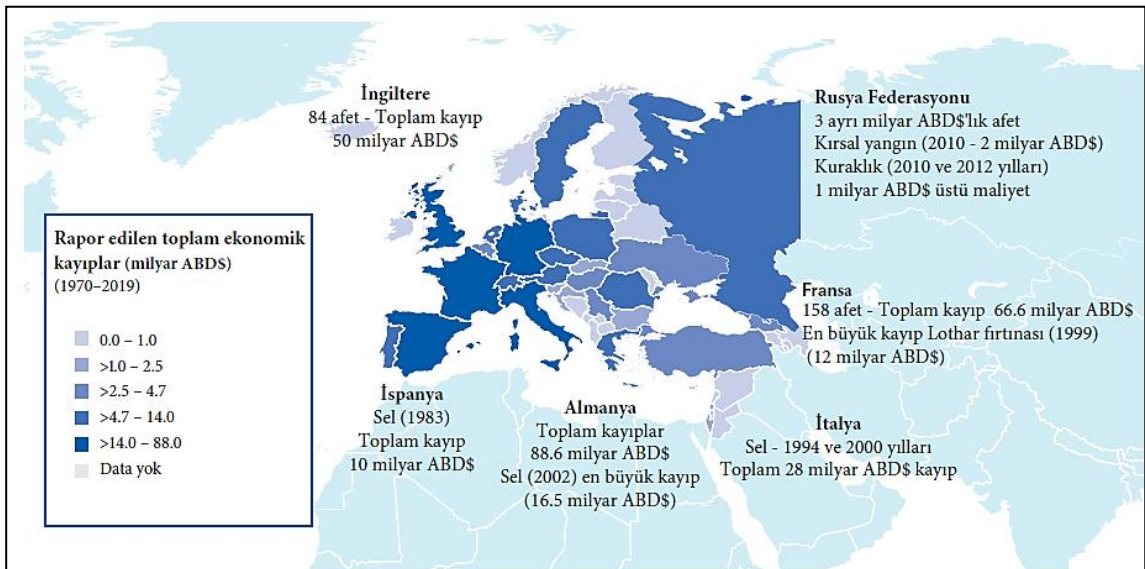 İngiltere
84 afet - Toplam kayıp
50 milyar ABD$
Rusya Federasyonu
3 ayrı milyar ABD$'lık afet
Kırsal yangın (2010 - 2 milyar ABD$)
Kuraklık (2010 ve 2012 yılları)
1 milyar ABD$ üstü maliyet
Rapor edilen toplam ekonomik
kayıplar (milyar ABD$)
(1970–2019)
0.0 – 1.0
>1.0 – 2.5
>2.5 – 4.7
>4.7 – 14.0
>14.0 – 88.0
Data yok
Fransa
158 afet - Toplam kayıp 66.6 milyar ABD$
En büyük kayıp Lothar fırtınası (1999)
(12 milyar ABD$)
İspanya
Sel (1983)
Toplam kayıp
10 milyar ABD$
Almanya
Toplam kayıplar
88.6 milyar ABD$
Sel (2002) en büyük kayıp
(16.5 milyar ABD$)
İtalya
Sel - 1994 ve 2000 yılları
Toplam 28 milyar ABD$ kayıp